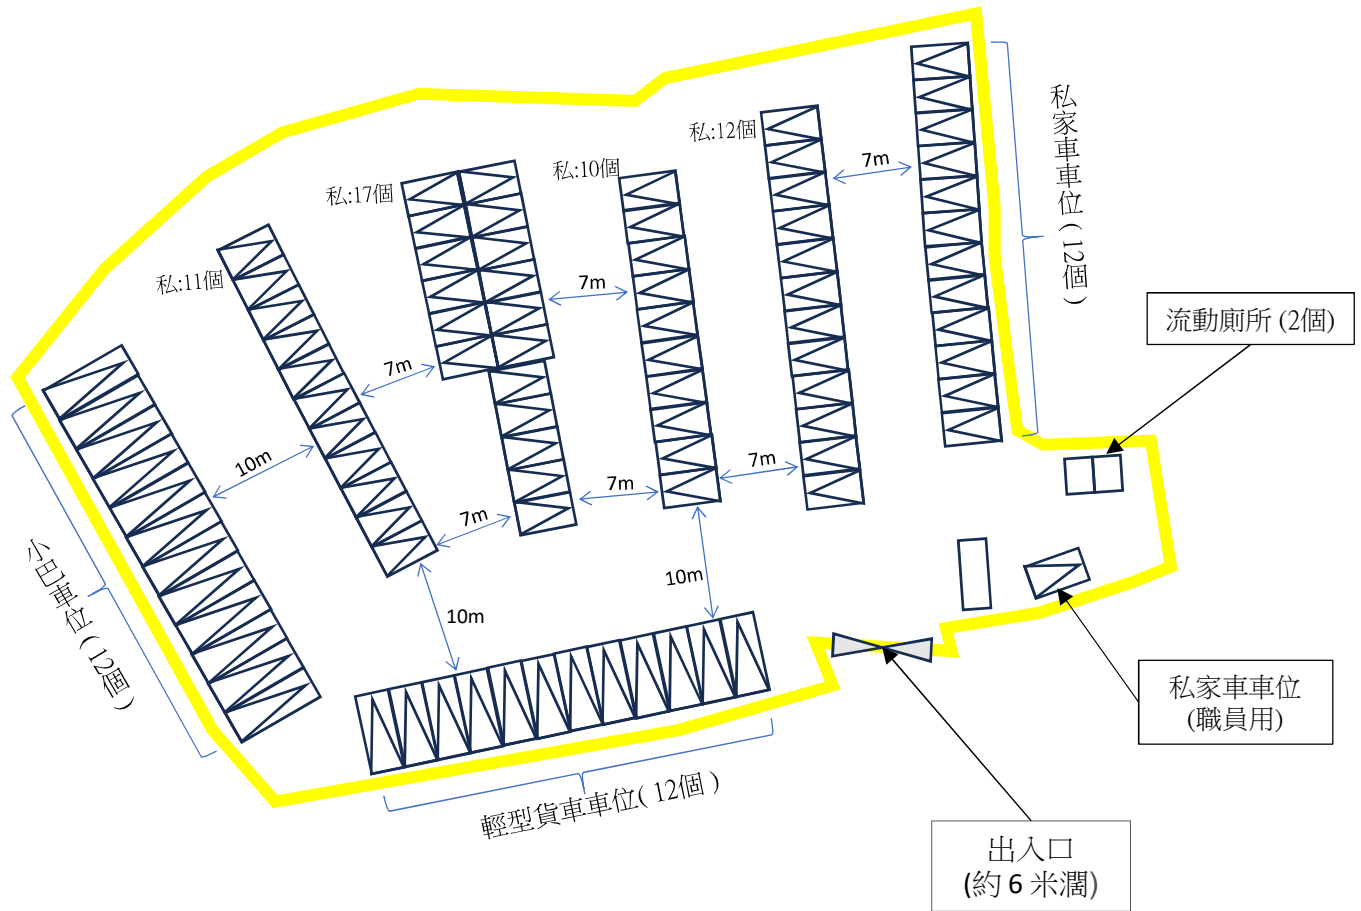 私:12個
私:10個
私:17個
私:11個
7m
7m
7m
10m
7m
7m
7m
10m
10m
私家車車位 ( 12個 )
流動廁所 (2個)
小巴車位 ( 12個 )
輕型貨車車位( 12個 )
私家車車位
(職員用)
出入口
(約 6 米濶)